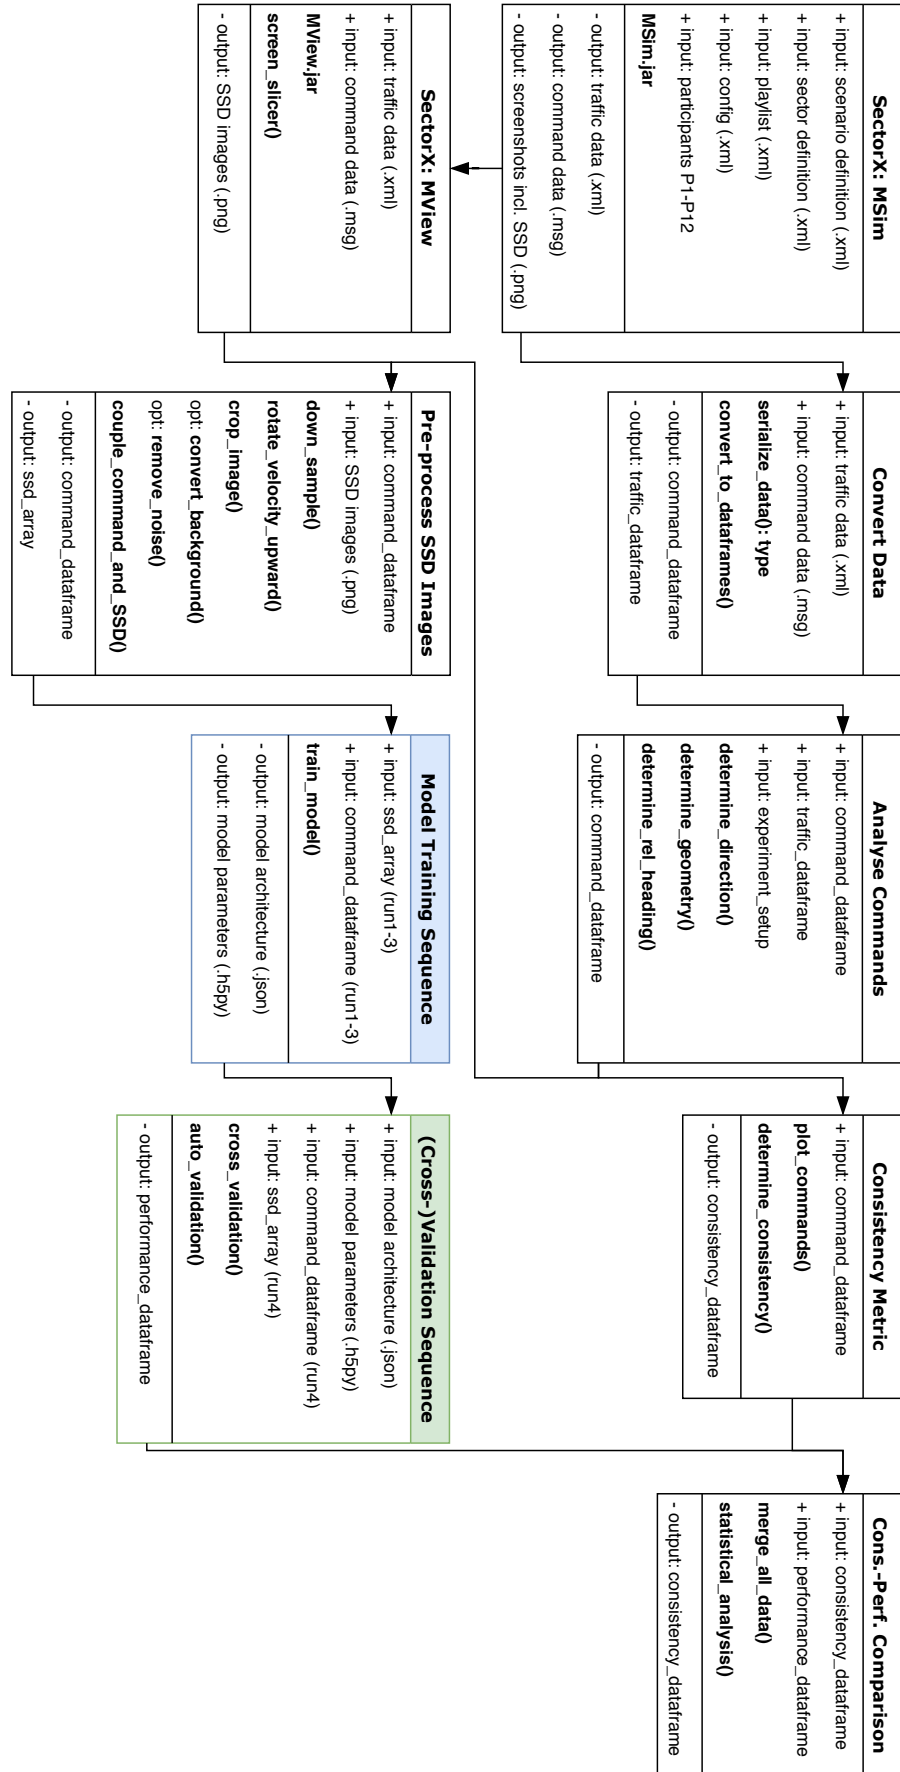 SectorX: MSim
+ input: scenario definition (.xml)
+ input: sector definition (.xml)
+ input: playlist (.xml)
+ input: config (.xml)
+ input: participants P1-P12
MSim.jar
- output: traffic data (.xml)
- output: command data (.msg)
- output: screenshots incl. SSD (.png)
Convert Data
+ input: traffic data (.xml)
+ input: command data (.msg)
serialize_data(): type
convert_to_dataframes()
- output: command_dataframe
- output: traffic_dataframe
Analyse Commands
+ input: command_dataframe
+ input: traffic_dataframe
+ input: experiment_setup
determine_direction()
determine_geometry()
determine_rel_heading()
- output: command_dataframe
Consistency Metric
+ input: command_dataframe
plot_commands()
determine_consistency()
- output: consistency_dataframe
Cons.-Perf. Comparison
+ input: consistency_dataframe
+ input: performance_dataframe
merge_all_data()
statistical_analysis()
- output: consistency_dataframe
SectorX: MView
+ input: traffic data (.xml)
+ input: command data (.msg)
MView.jar
screen_slicer()
- output: SSD images (.png)
Pre-process SSD Images
+ input: command_dataframe
+ input: SSD images (.png)
down_sample()
rotate_velocity_upward()
crop_image()
opt: convert_background()
opt: remove_noise()
couple_command_and_SSD()
- output: command_dataframe
- output: ssd_array
Model Training Sequence
+ input: ssd_array (run1-3)
+ input: command_dataframe (run1-3)
train_model()
- output: model architecture (.json)
- output: model parameters (.h5py)
(Cross-)Validation Sequence
+ input: model architecture (.json)
+ input: model parameters (.h5py)
+ input: command_dataframe (run4)
+ input: ssd_array (run4)
cross_validation()
auto_validation()
- output: performance_dataframe